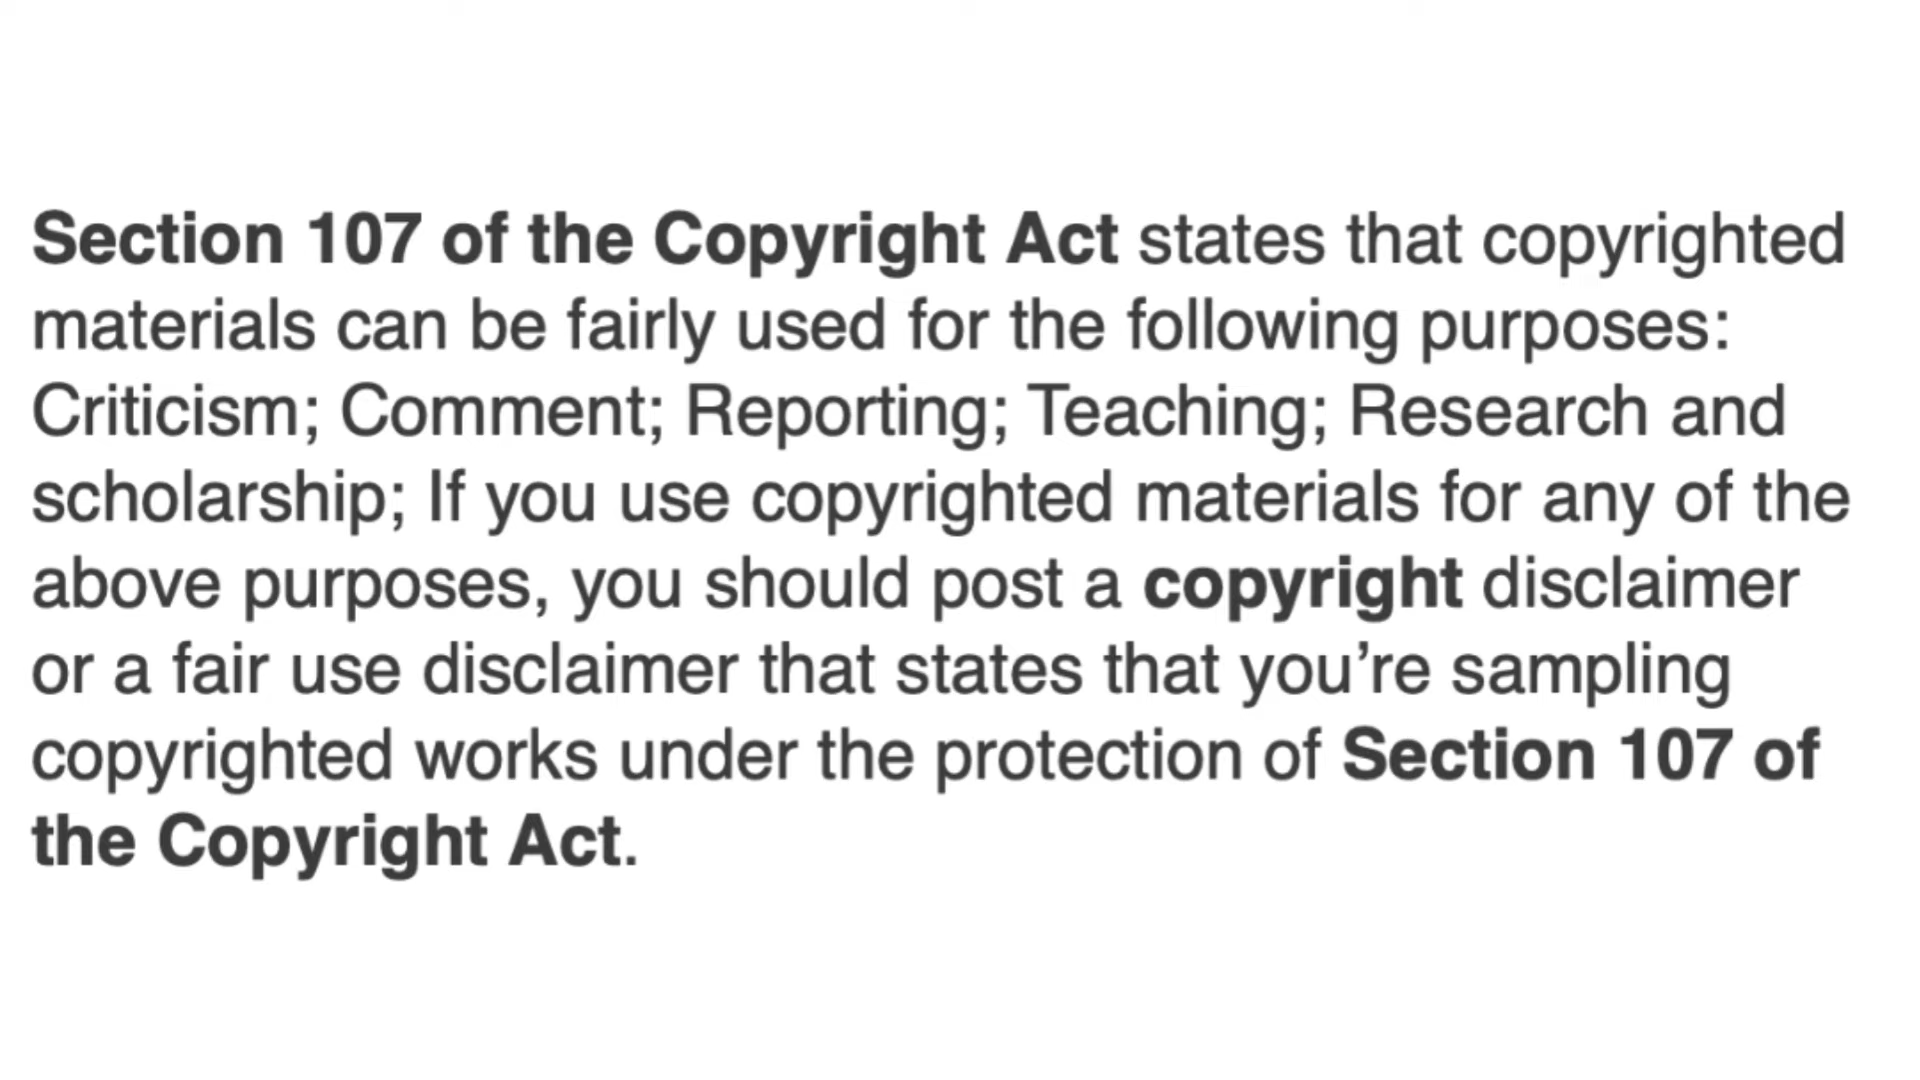 Section 107 of the Copyright Act states that copyrighted
materials can be fairly used for the following purposes:
Criticism; Comment; Reporting; Teaching; Research and
scholarship; If you use copyrighted materials for any of the
above purposes, you should post a copyright disclaimer
or a fair use disclaimer that states that you’re sampling
copyrighted works under the protection of Section 107 of
the Copyright Act.